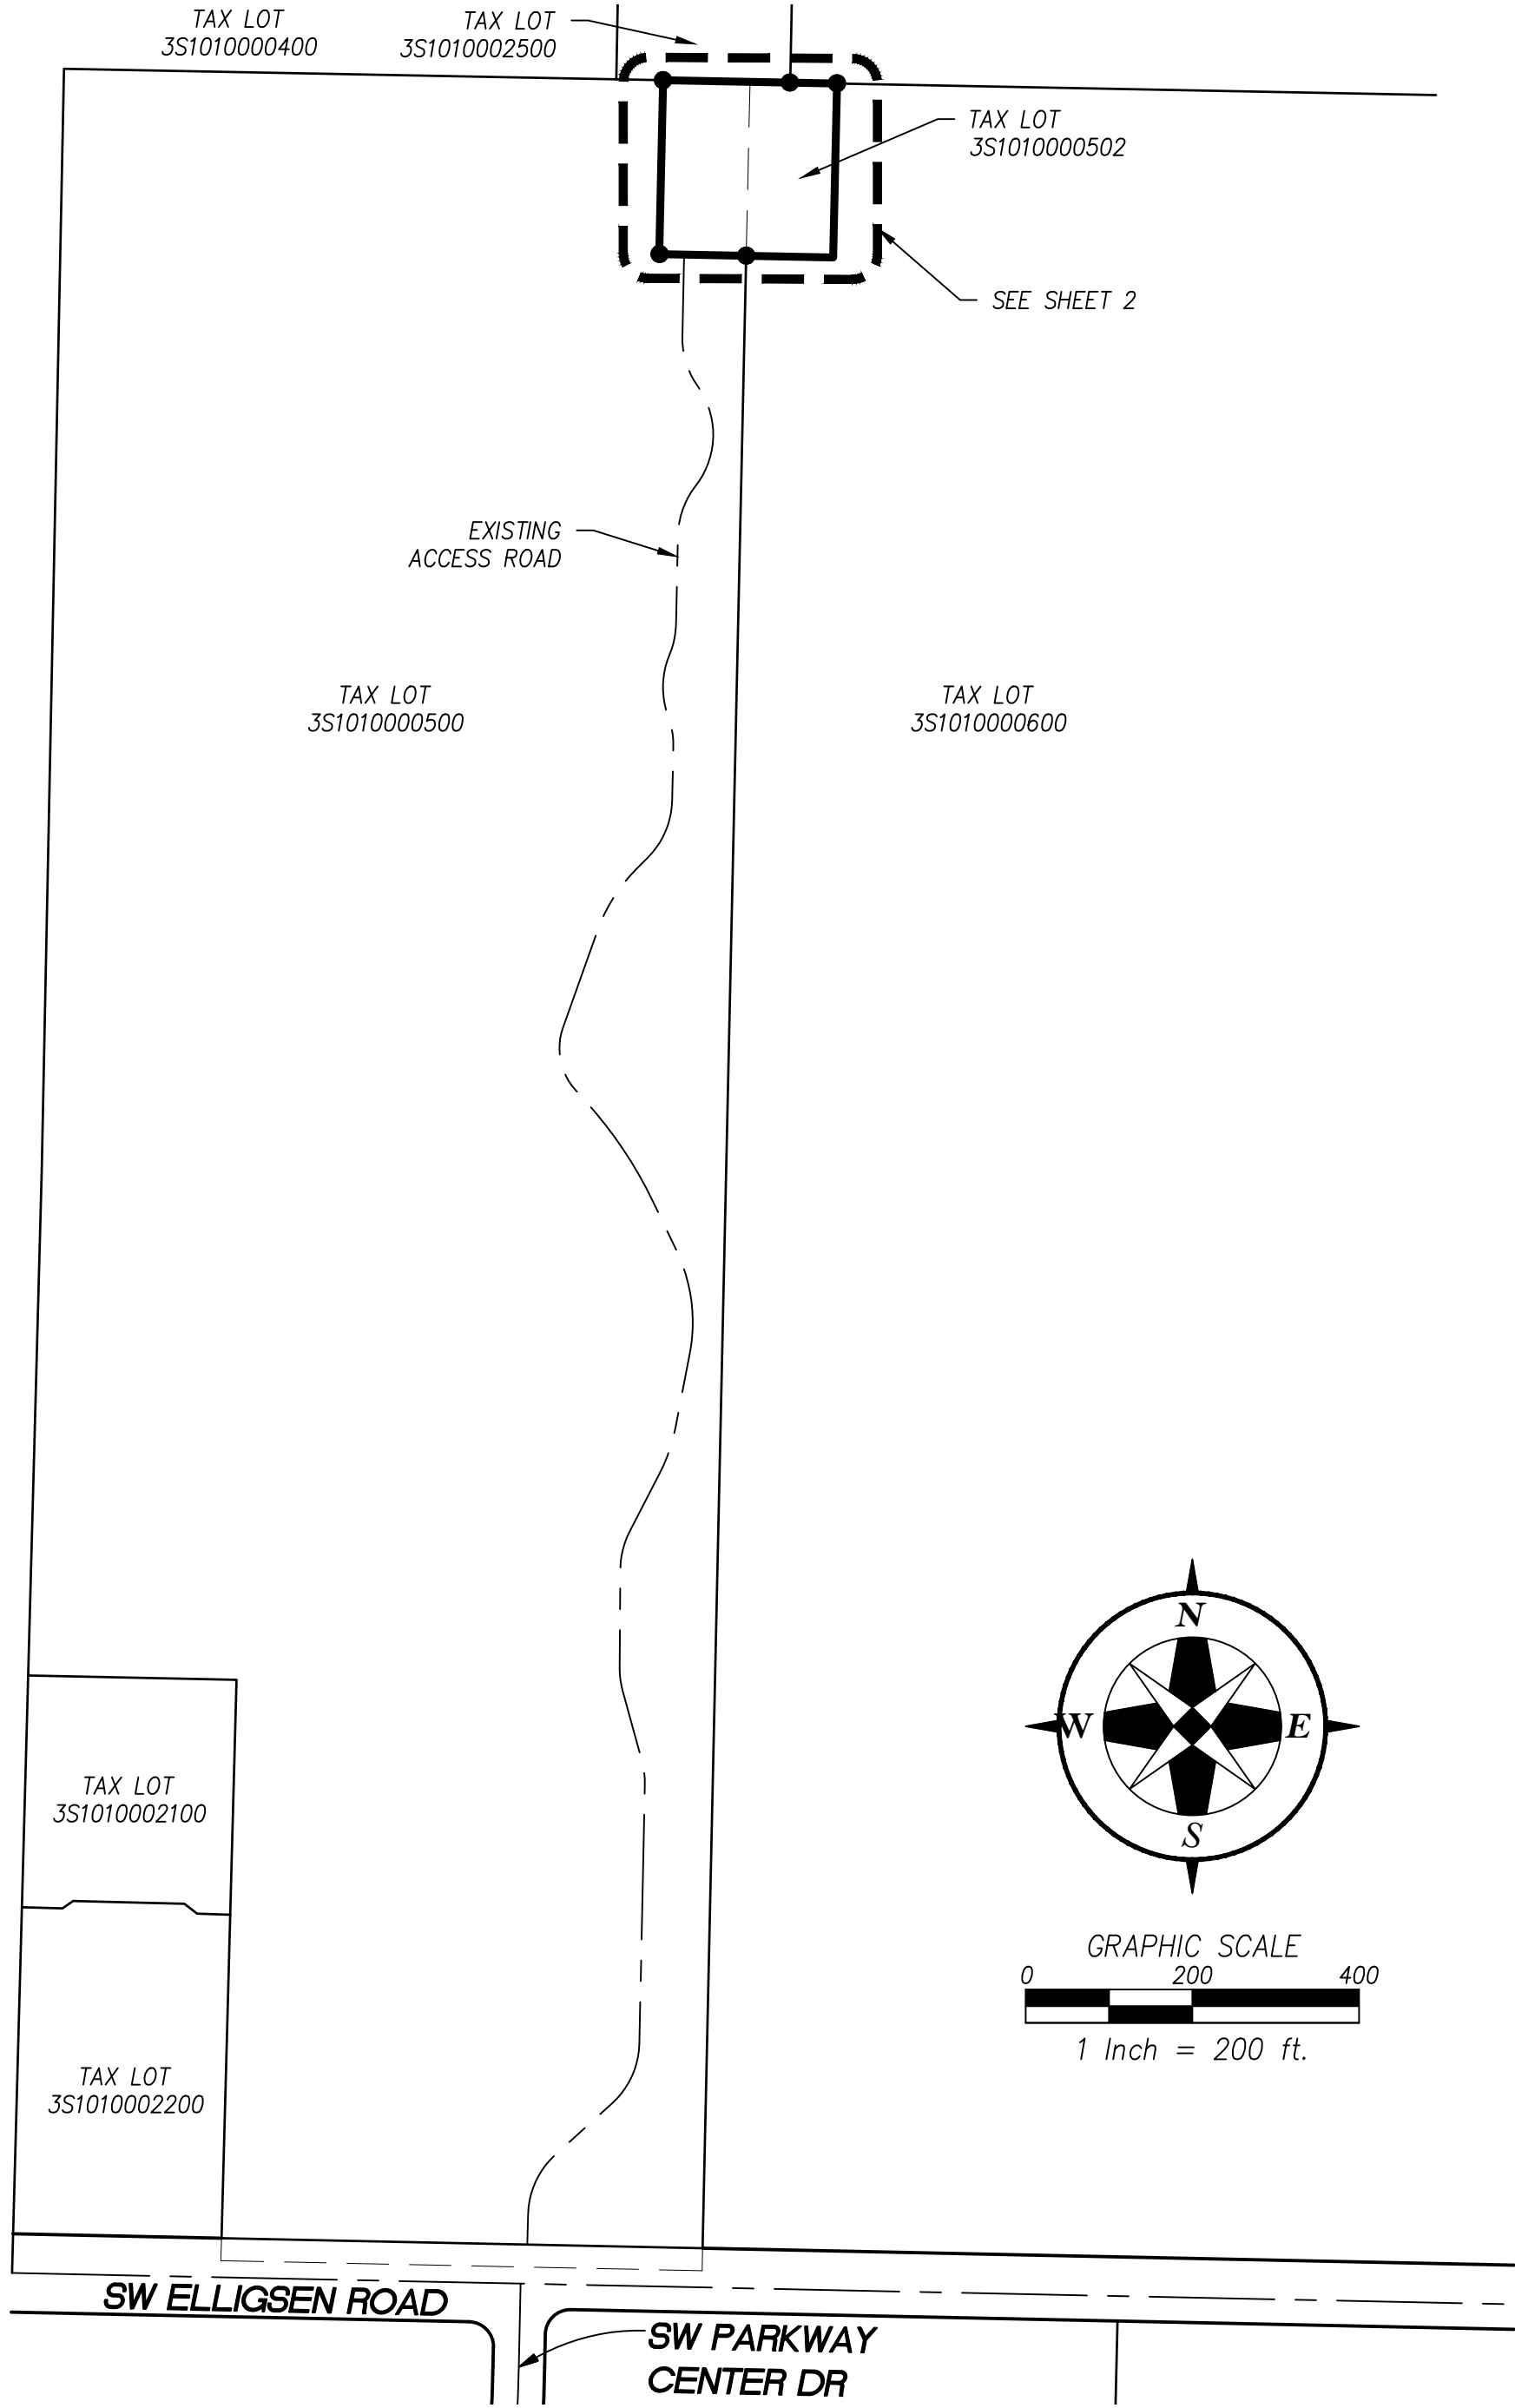 TAX LOT
3S1010000400
TAX LOT
3S1010002500
TAX LOT
3S1010000502
SEE SHEET 2
EXISTING
ACCESS ROAD
TAX LOT
3S1010000500
TAX LOT
3S1010000600
N
W
E
S
TAX LOT
3S1010002100
GRAPHIC SCALE
0 200 400
1 Inch = 200 ft.
TAX LOT
3S1010002200
SW ELLIGSEN ROAD
SW PARKWAY
CENTER DR